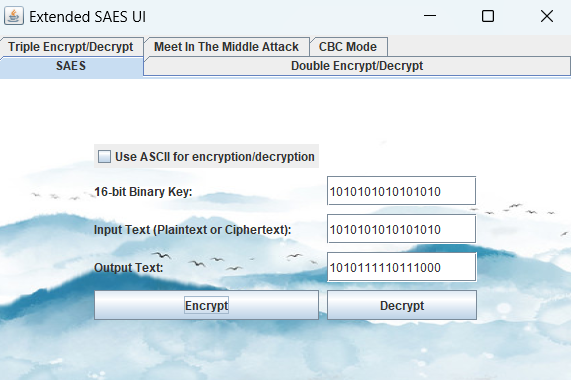 Extended SAES UI
Triple Encrypt/Decrypt Meet In The Middle Attack CBC Mode
SAES Double Encrypt/Decrypt
Use ASCII for encryption/decryption
16-bit Binary Key: 1010101010101010
Input Text (Plaintext or Ciphertext): 1010101010101010
Output Text: 1010111110111000
Encrypt Decrypt